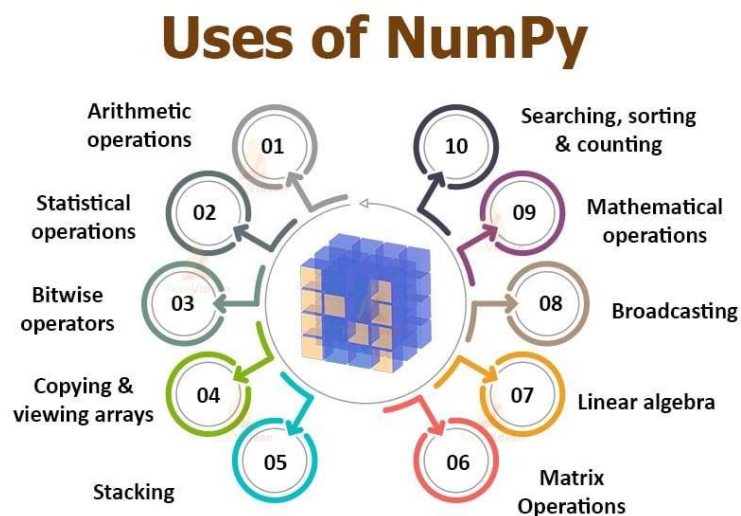 Uses of NumPy
01
Arithmetic
operations
02
Statistical
operations
03
Bitwise
operators
04
Copying &
viewing arrays
05
Stacking
06
Matrix
Operations
07
Linear algebra
08
Broadcasting
09
Mathematical
operations
10
Searching, sorting
& counting